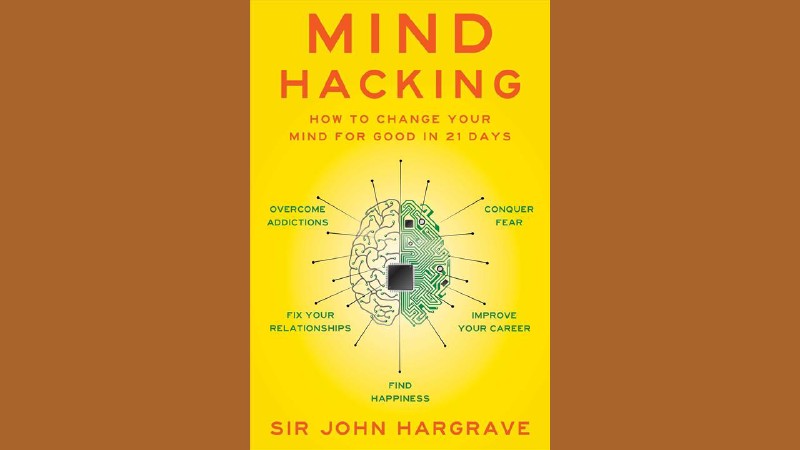 MIND
HACKING
HOW TO CHANGE YOUR
MIND FOR GOOD IN 21 DAYS
OVERCOME
ADDICTIONS
CONQUER
FEAR
FIX YOUR
RELATIONSHIPS
IMPROVE
YOUR CAREER
FIND
HAPPINESS
SIR JOHN HARGRAVE